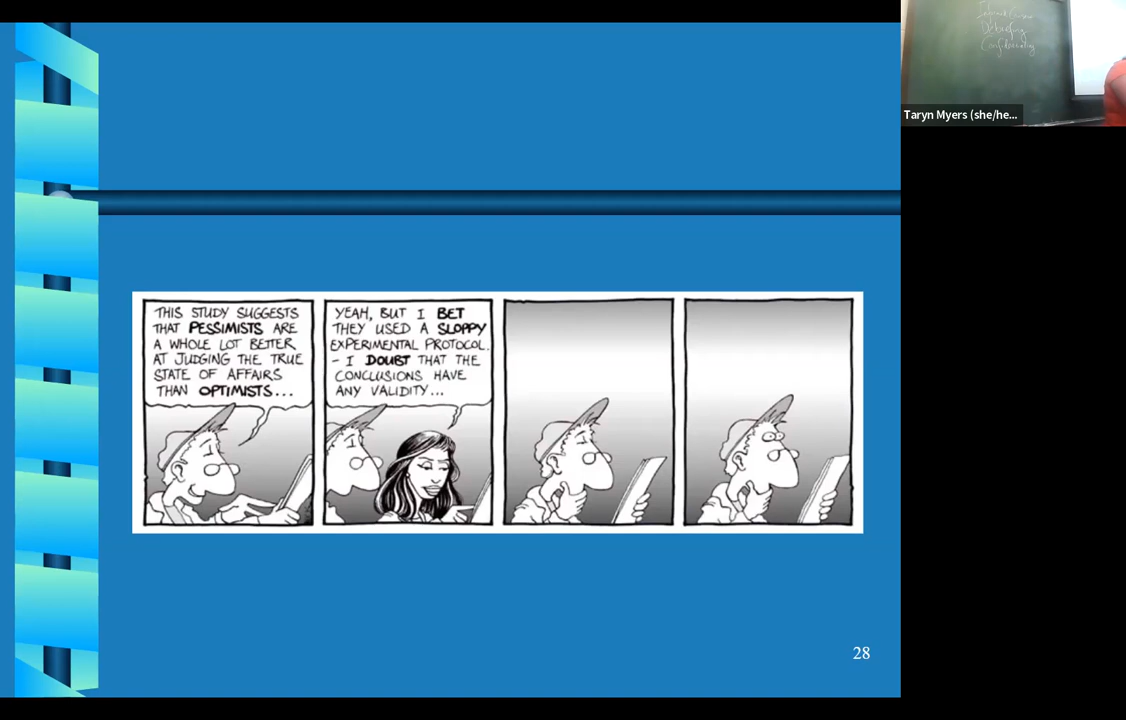 THIS STUDY SUGGESTS
THAT PESSIMISTS ARE
A WHOLE LOT BETTER
AT JUDGING THE TRUE
STATE OF AFFAIRS
THAN OPTIMISTS...
YEAH, BUT I BET
THEY USED A SLOPPY
EXPERIMENTAL PROTOCOL.
- I DOUBT THAT THE
CONCLUSIONS HAVE
ANY VALIDITY...
28
Debriefing
Confidentiality
Taryn Myers (she/he...